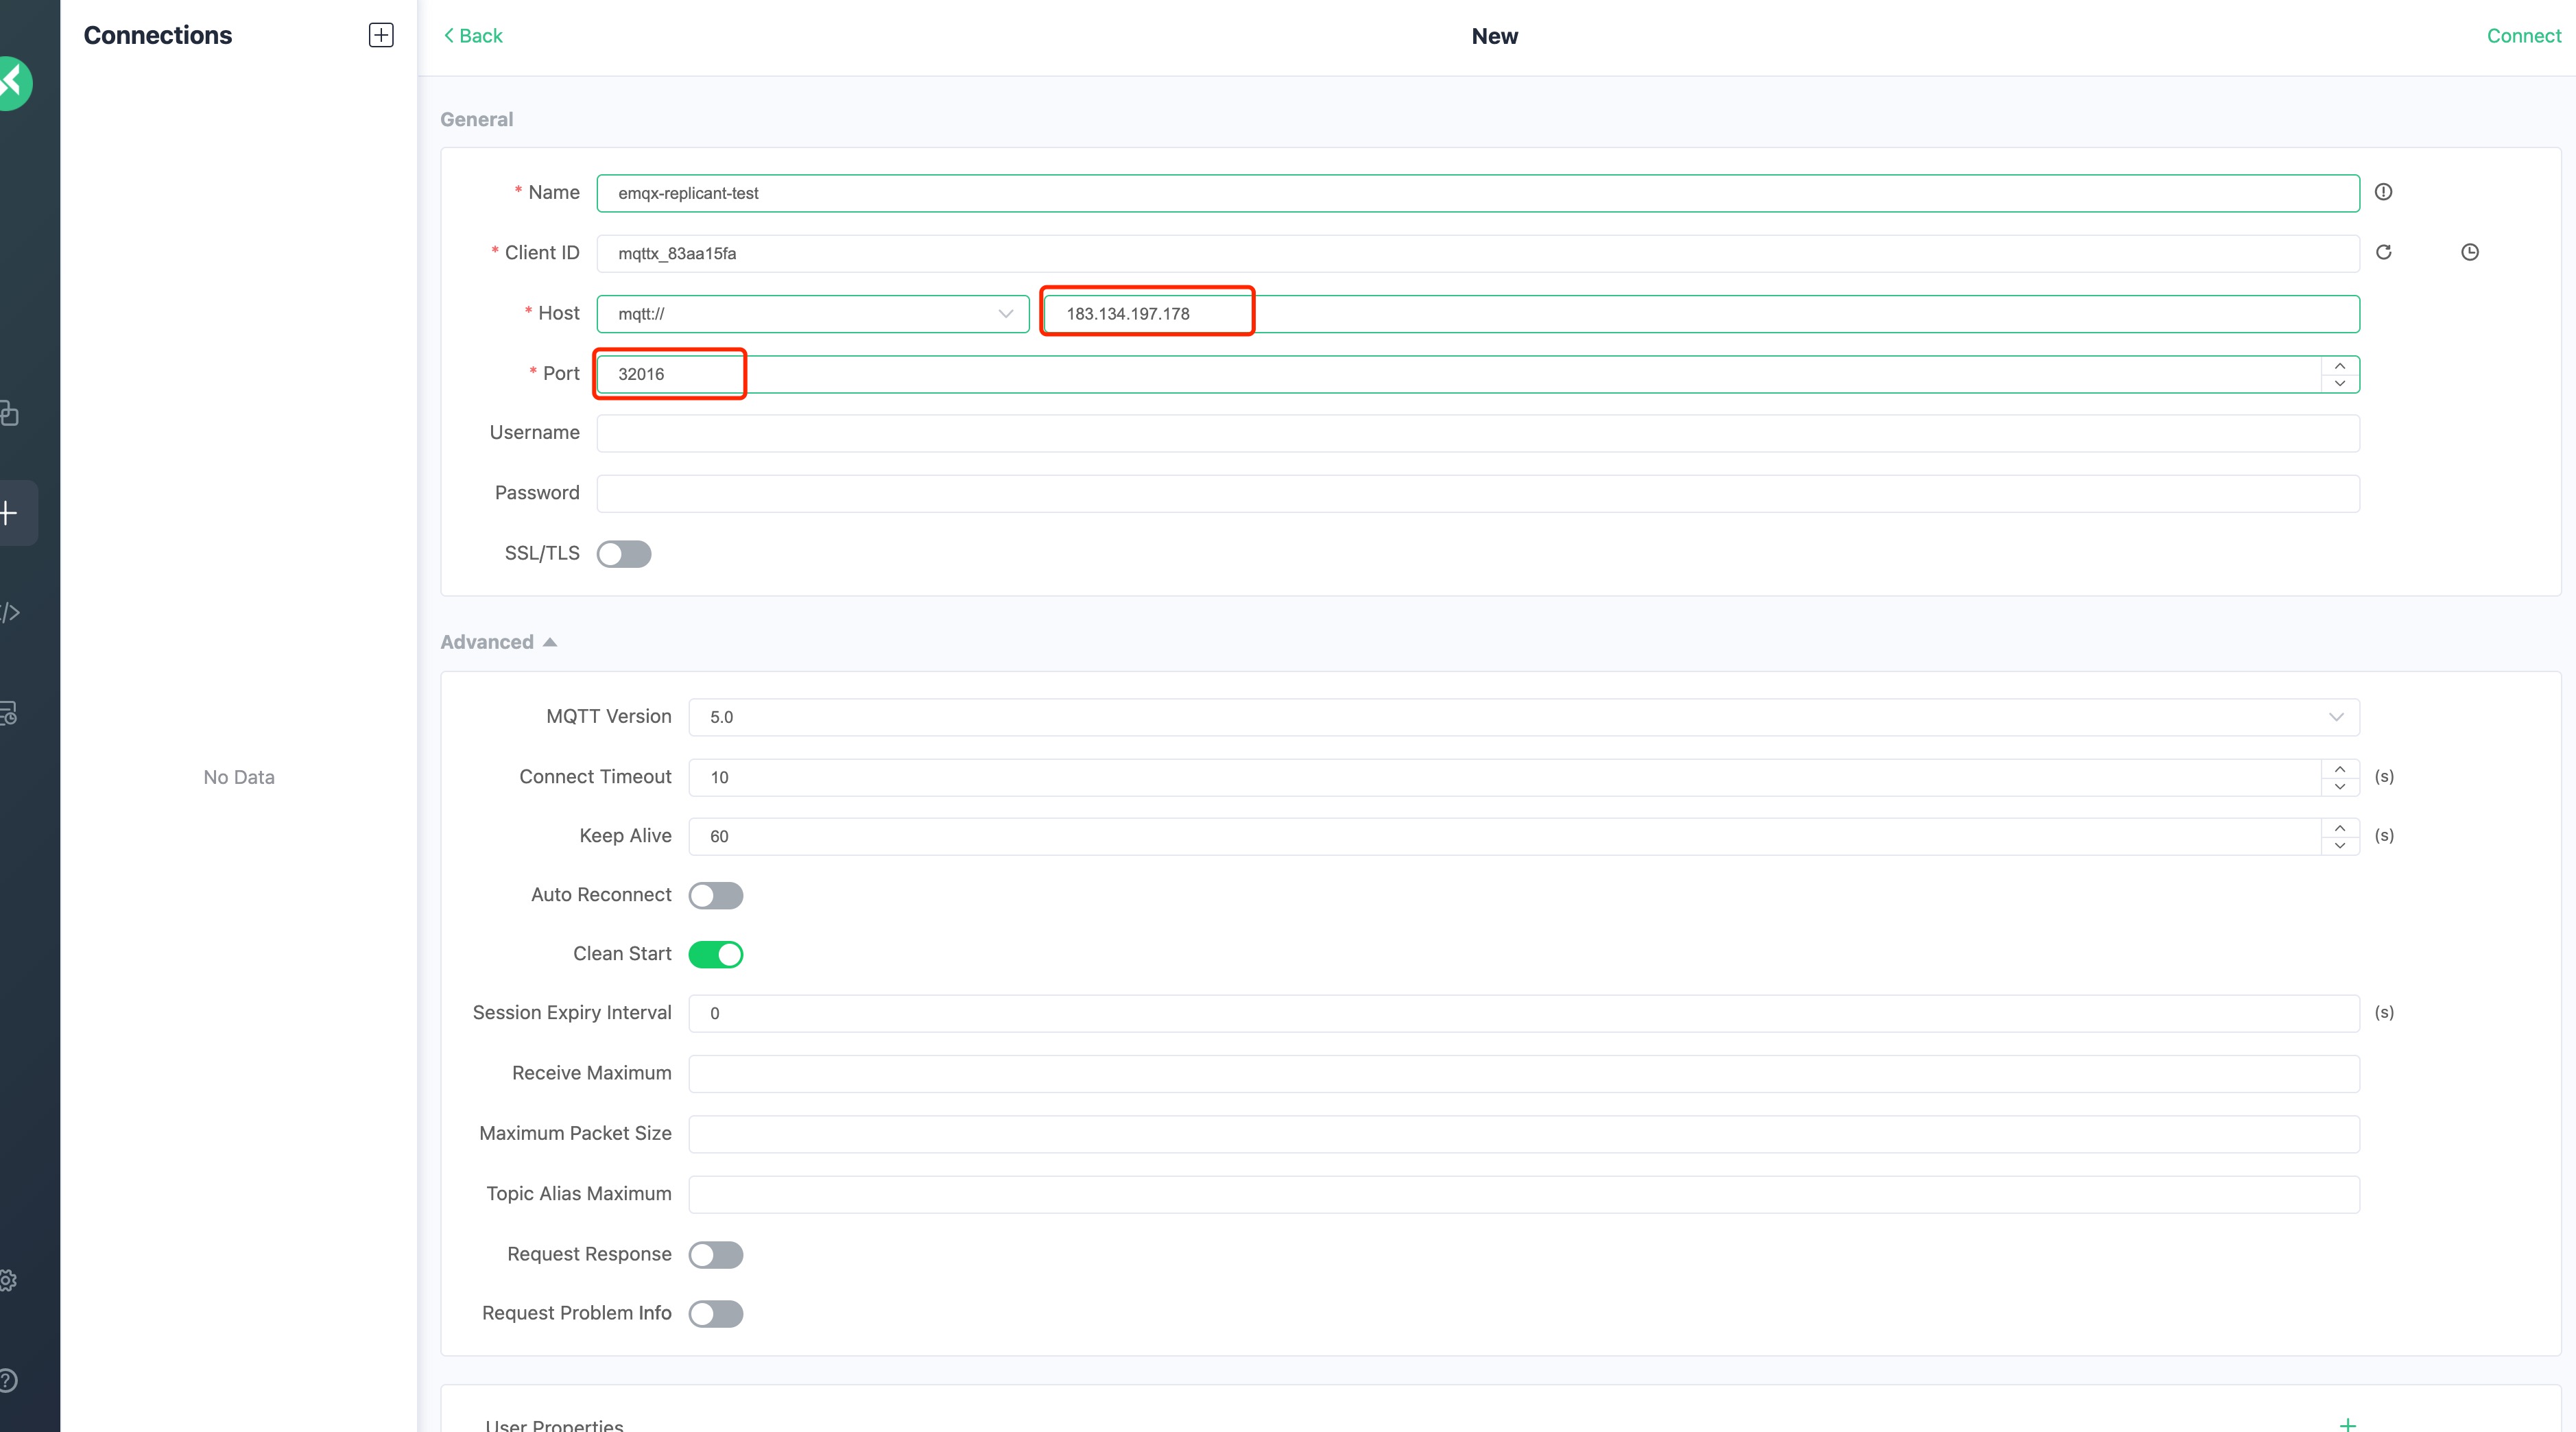 Connections
Back
New
Connect
General
* Name
emqx-replicant-test
* Client ID
mqttx_83aa15fa
* Host
mqtt://
183.134.197.178
* Port
32016
Username
Password
SSL/TLS
Advanced
MQTT Version
5.0
Connect Timeout
10
(s)
No Data
Keep Alive
60
(s)
Auto Reconnect
Clean Start
Session Expiry Interval
0
(s)
Receive Maximum
Maximum Packet Size
Topic Alias Maximum
Request Response
Request Problem Info
User Properties